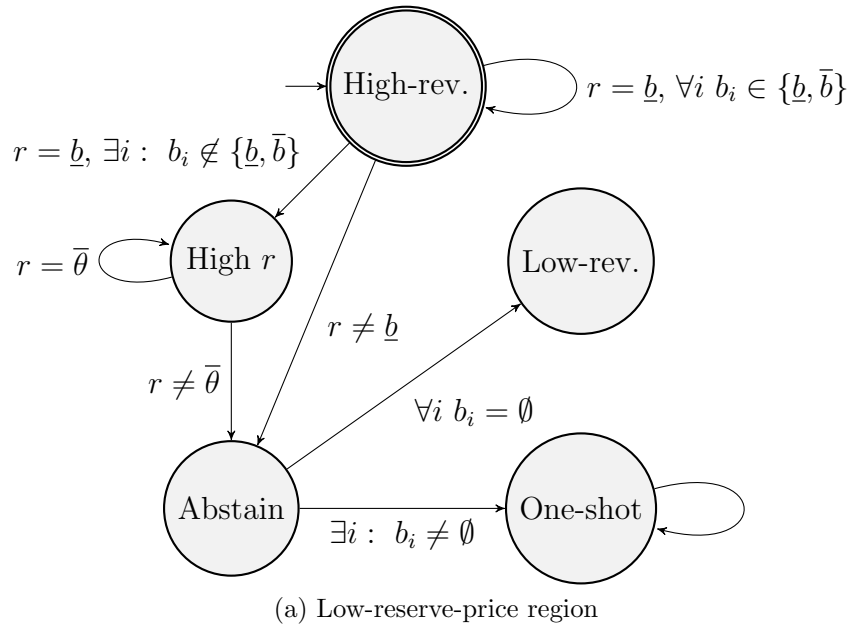 High-rev.
r = b̲, ∀i b_i ∈ {b̲, b̄}
r = b̲, ∃i : b_i ∉ {b̲, b̄}
High r
r = θ̄
Low-rev.
r ≠ b̲
r ≠ θ̄
∀i b_i = ∅
Abstain
One-shot
∃i : b_i ≠ ∅
(a) Low-reserve-price region